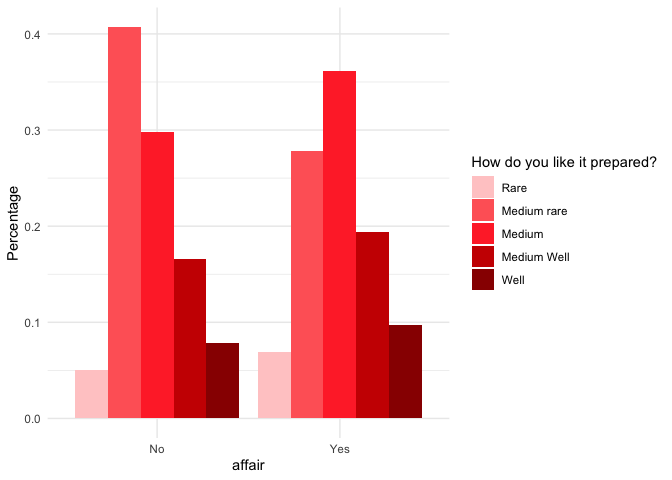 0.4
0.3
0.2
0.1
0.0
Percentage
No
Yes
affair
How do you like it prepared?
Rare
Medium rare
Medium
Medium Well
Well